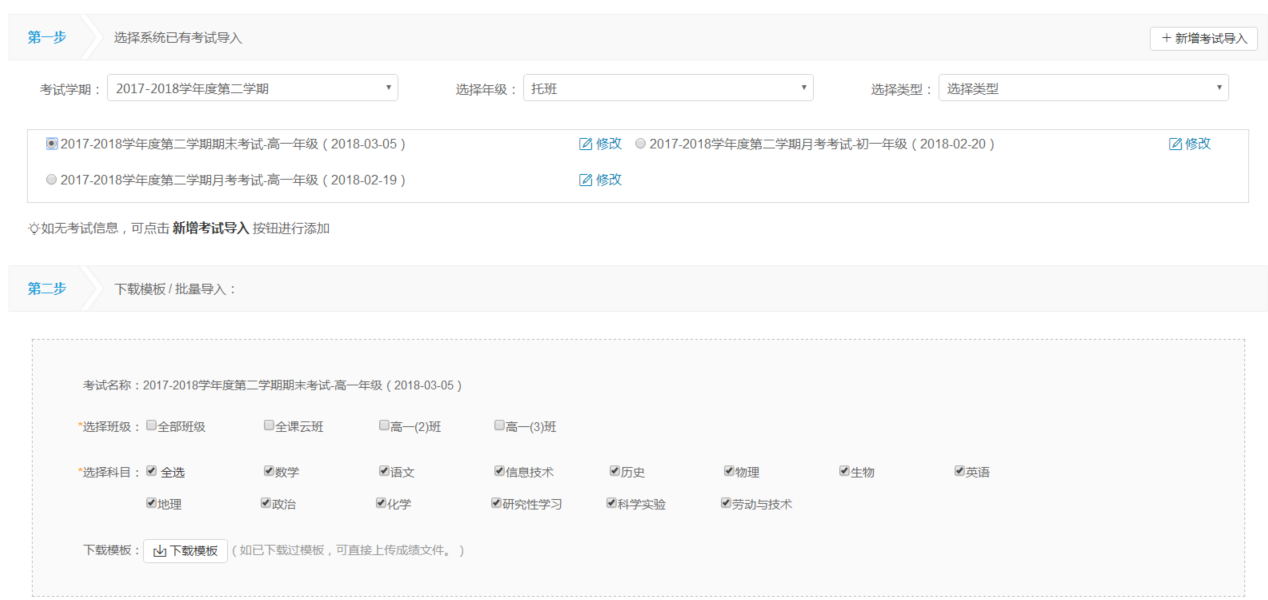 第一步 选择系统已有考试导入 + 新增考试导入
考试学期： 2017-2018学年度第二学期 选择年级： 托班 选择类型： 选择类型
2017-2018学年度第二学期期末考试-高一年级（2018-03-05） 修改 2017-2018学年度第二学期月考考试-初一年级（2018-02-20） 修改
2017-2018学年度第二学期月考考试-高一年级（2018-02-19） 修改
如无考试信息，可点击 新增考试导入 按钮进行添加
第二步 下载模板 / 批量导入：
考试名称：2017-2018学年度第二学期期末考试-高一年级（2018-03-05）
*选择班级： 全部班级 全课云班 高一(2)班 高一(3)班
*选择科目： 全选 数学 语文 信息技术 历史 物理 生物 英语
地理 政治 化学 研究性学习 科学实验 劳动与技术
下载模板： 下载模板 （如已下载过模板，可直接上传成绩文件。）